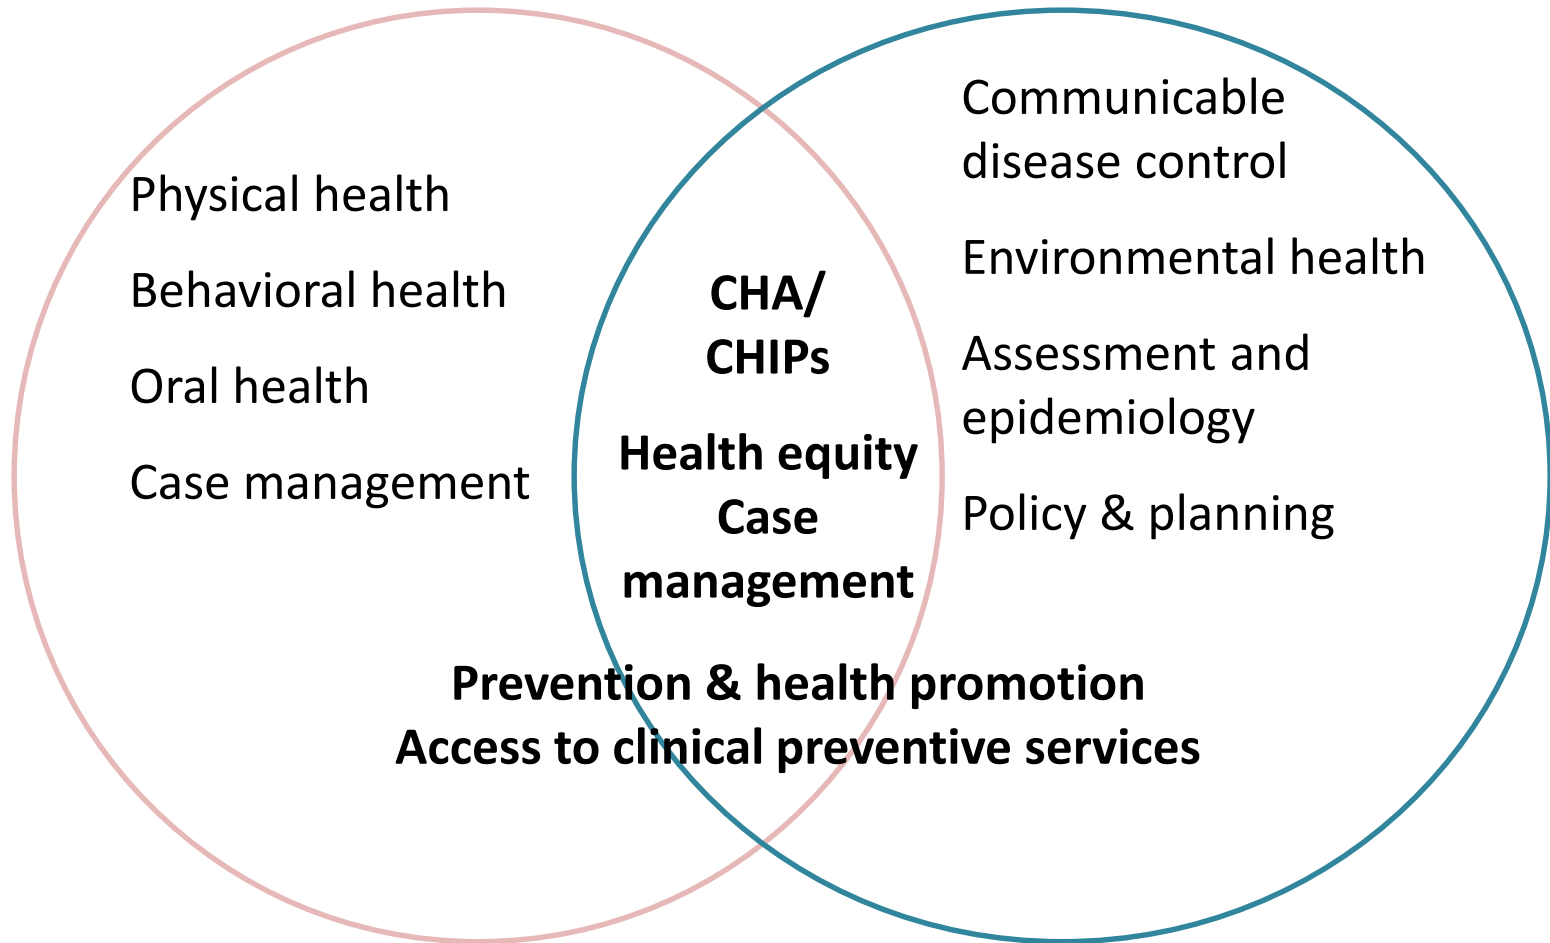 Physical health
Behavioral health
Oral health
Case management
CHA/
CHIPs
Health equity
Case
management
Prevention & health promotion
Access to clinical preventive services
Communicable
disease control
Environmental health
Assessment and
epidemiology
Policy & planning